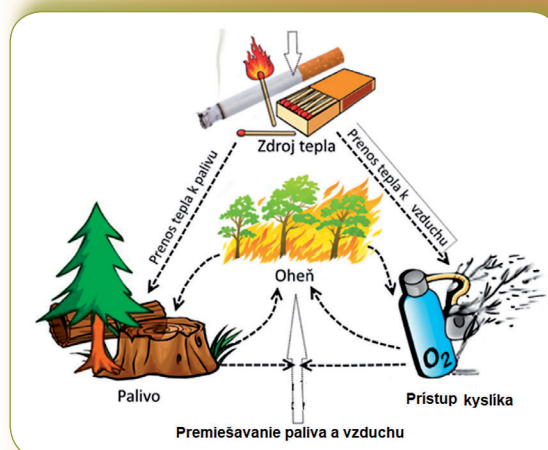 Zdroj tepla
Prenos tepla k palivu
Prenos tepla k vzduchu
Oheň
O2
Palivo
Prístup kyslíka
Premiešavanie paliva a vzduchu